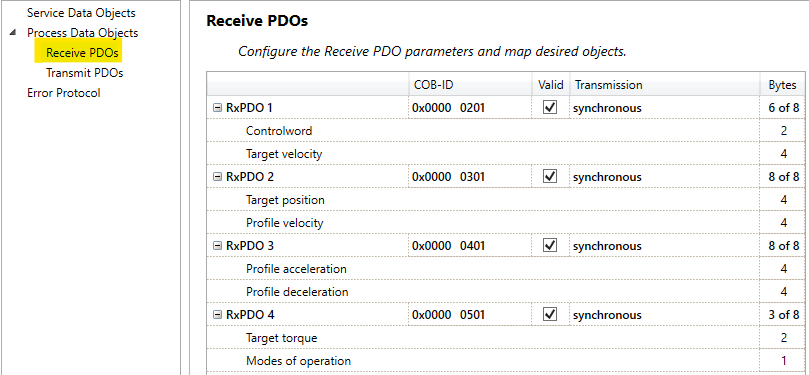 Service Data Objects
Process Data Objects
Receive PDOs
Transmit PDOs
Error Protocol
Receive PDOs
Configure the Receive PDO parameters and map desired objects.
COB-ID Valid Transmission Bytes
RxPDO 1 0x0000 0201 synchronous 6 of 8
Controlword 2
Target velocity 4
RxPDO 2 0x0000 0301 synchronous 8 of 8
Target position 4
Profile velocity 4
RxPDO 3 0x0000 0401 synchronous 8 of 8
Profile acceleration 4
Profile deceleration 4
RxPDO 4 0x0000 0501 synchronous 3 of 8
Target torque 2
Modes of operation 1